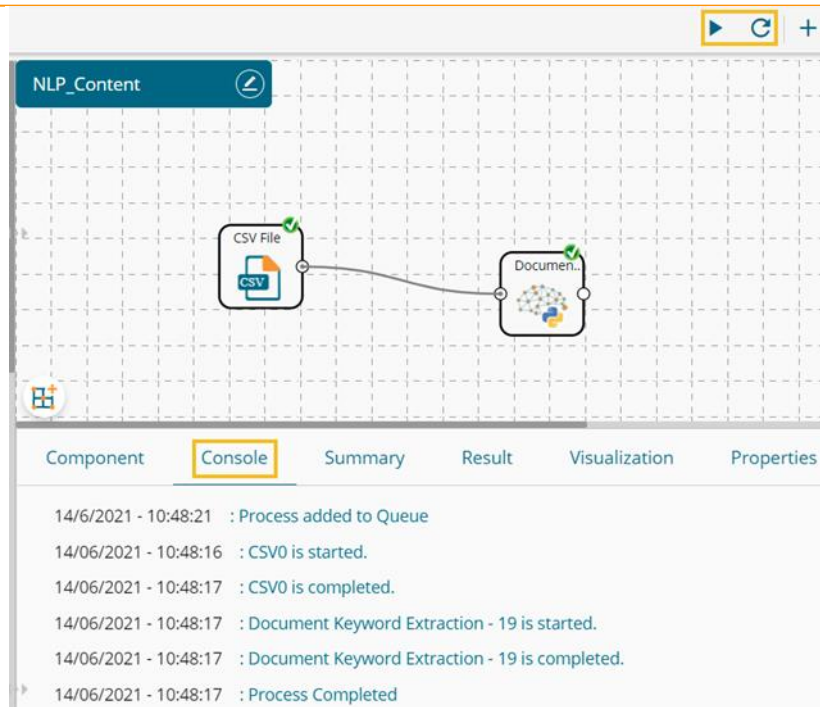 NLP_Content
CSV File
CSV
Documen..
Component Console Summary Result Visualization Properties
14/6/2021 - 10:48:21 : Process added to Queue
14/06/2021 - 10:48:16 : CSV0 is started.
14/06/2021 - 10:48:17 : CSV0 is completed.
14/06/2021 - 10:48:17 : Document Keyword Extraction - 19 is started.
14/06/2021 - 10:48:17 : Document Keyword Extraction - 19 is completed.
14/06/2021 - 10:48:17 : Process Completed